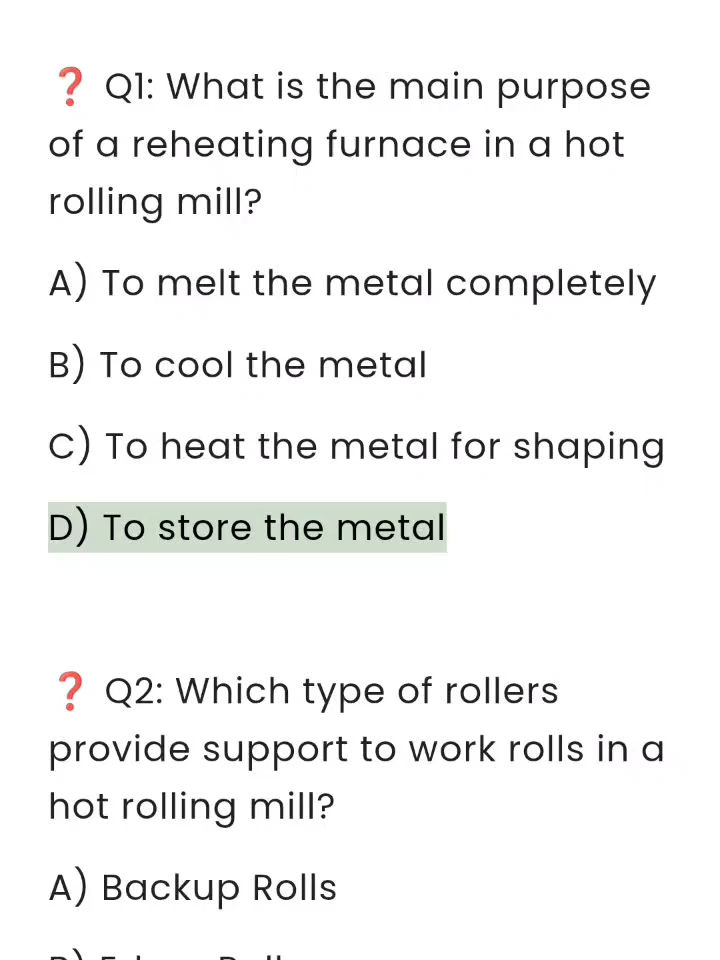 ❓ Q1: What is the main purpose
of a reheating furnace in a hot
rolling mill?
A) To melt the metal completely
B) To cool the metal
C) To heat the metal for shaping
D) To store the metal
❓ Q2: Which type of rollers
provide support to work rolls in a
hot rolling mill?
A) Backup Rolls